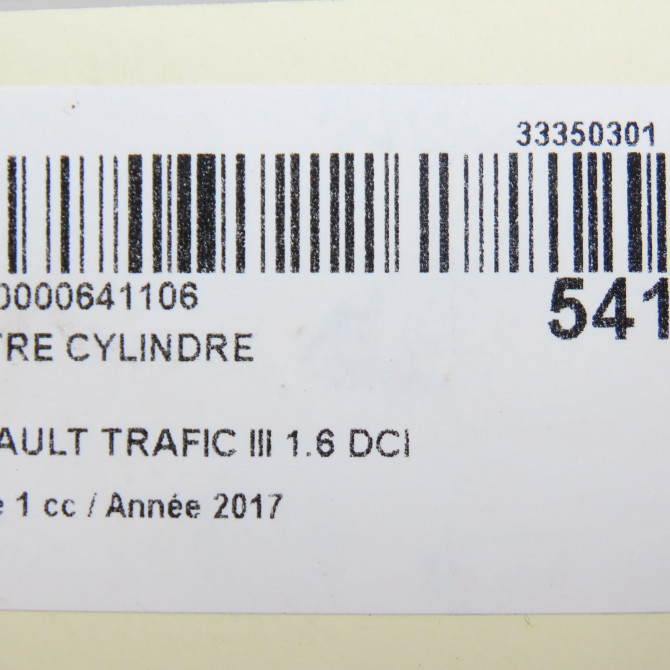 33350301
0000641106
541
TRE CYLINDRE
AULT TRAFIC III 1.6 DCI
e 1 cc / Année 2017